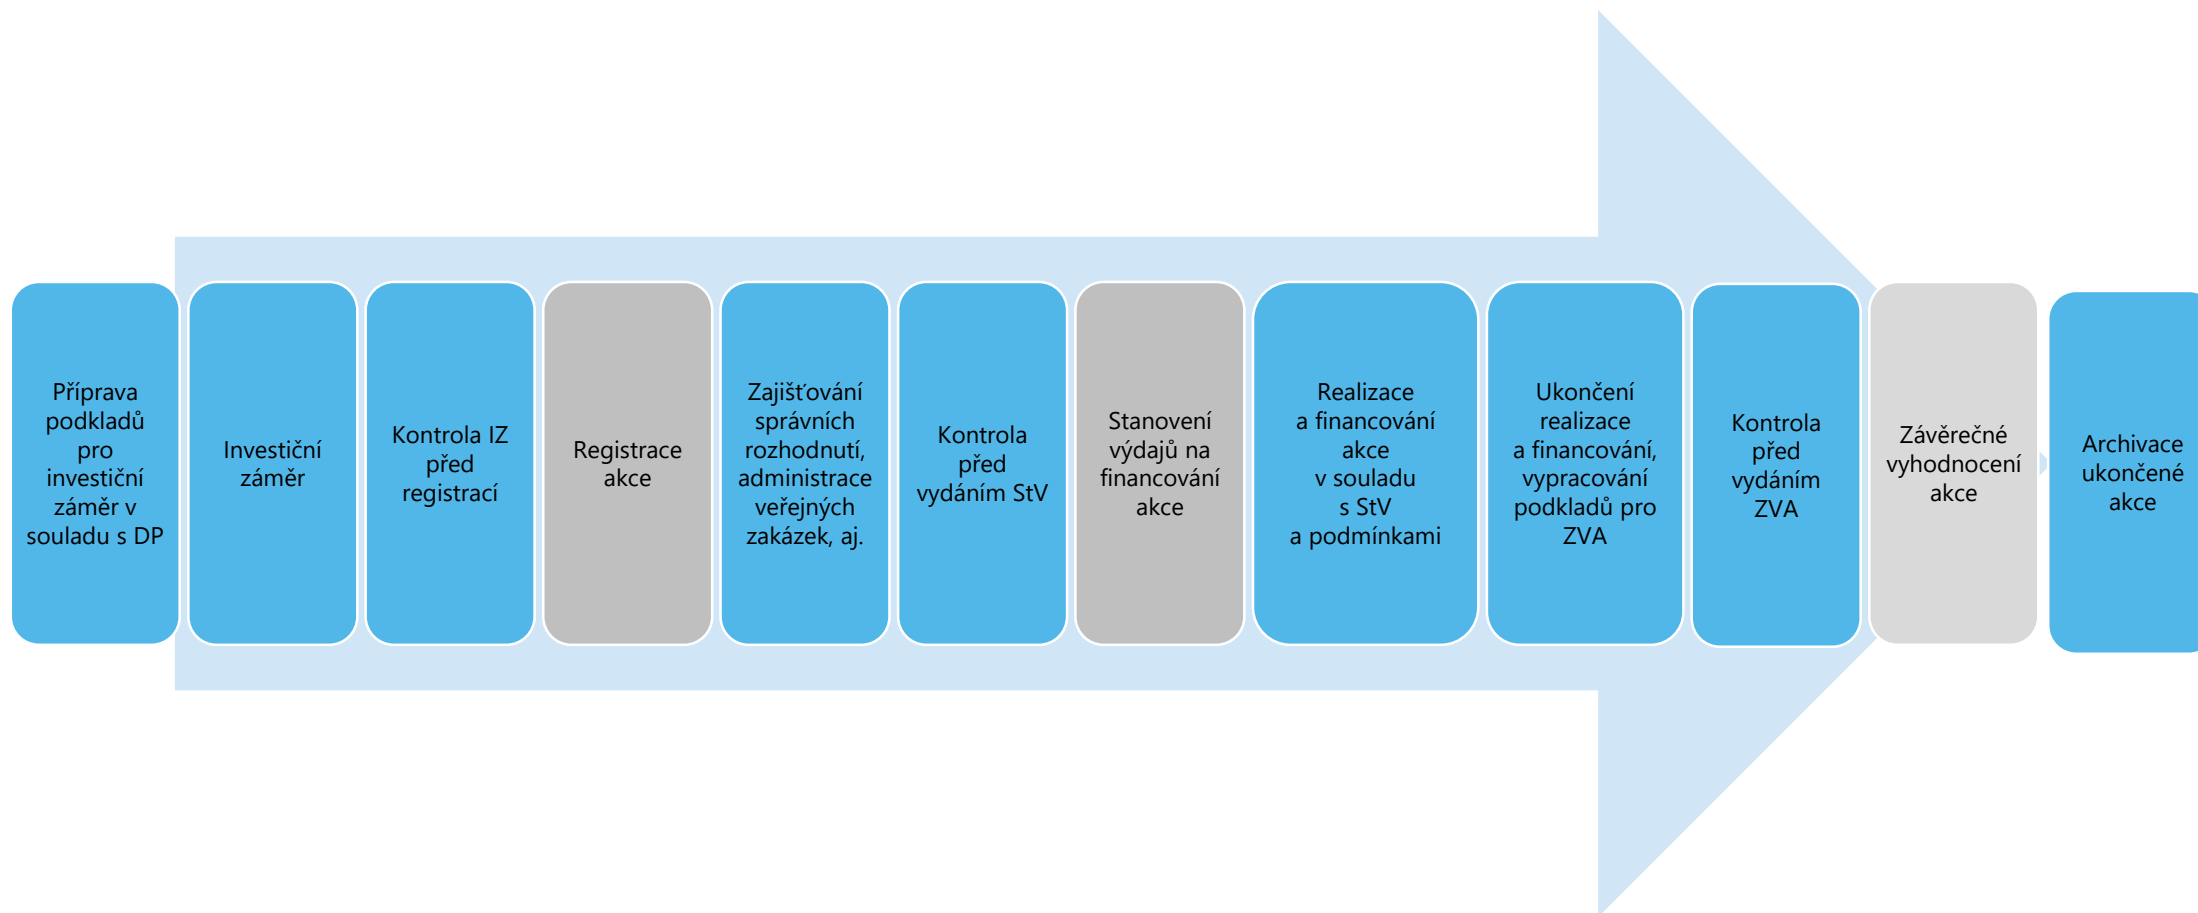 Příprava
podkladů
pro
investiční
záměr v
souladu s DP
Investiční
záměr
Kontrola IZ
před
registrací
Registrace
akce
Zajišťování
správních
rozhodnutí,
administrace
veřejných
zakázek, aj.
Kontrola
před
vydáním StV
Stanovení
výdajů na
financování
akce
Realizace
a financování
akce
v souladu
s StV
a podmínkami
Ukončení
realizace
a financování,
vypracování
podkladů pro
ZVA
Kontrola
před
vydáním
ZVA
Závěrečné
vyhodnocení
akce
Archivace
ukončené
akce